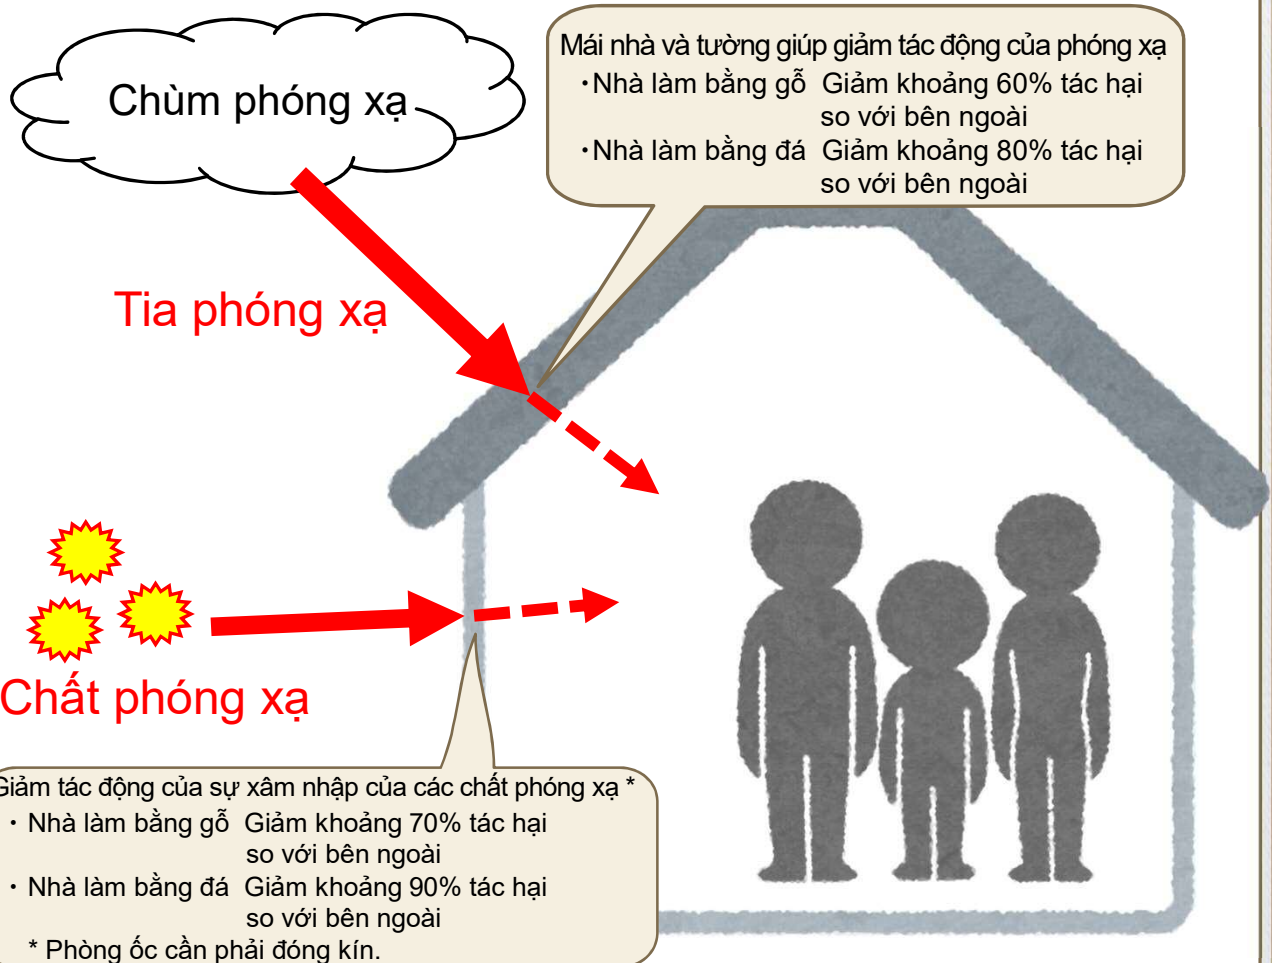 Chùm phóng xạ
Mái nhà và tường giúp giảm tác động của phóng xạ
・Nhà làm bằng gỗ Giảm khoảng 60% tác hại
so với bên ngoài
・Nhà làm bằng đá Giảm khoảng 80% tác hại
so với bên ngoài
Tia phóng xạ
Chất phóng xạ
Giảm tác động của sự xâm nhập của các chất phóng xạ *
・Nhà làm bằng gỗ Giảm khoảng 70% tác hại
so với bên ngoài
・Nhà làm bằng đá Giảm khoảng 90% tác hại
so với bên ngoài
* Phòng ốc cần phải đóng kín.